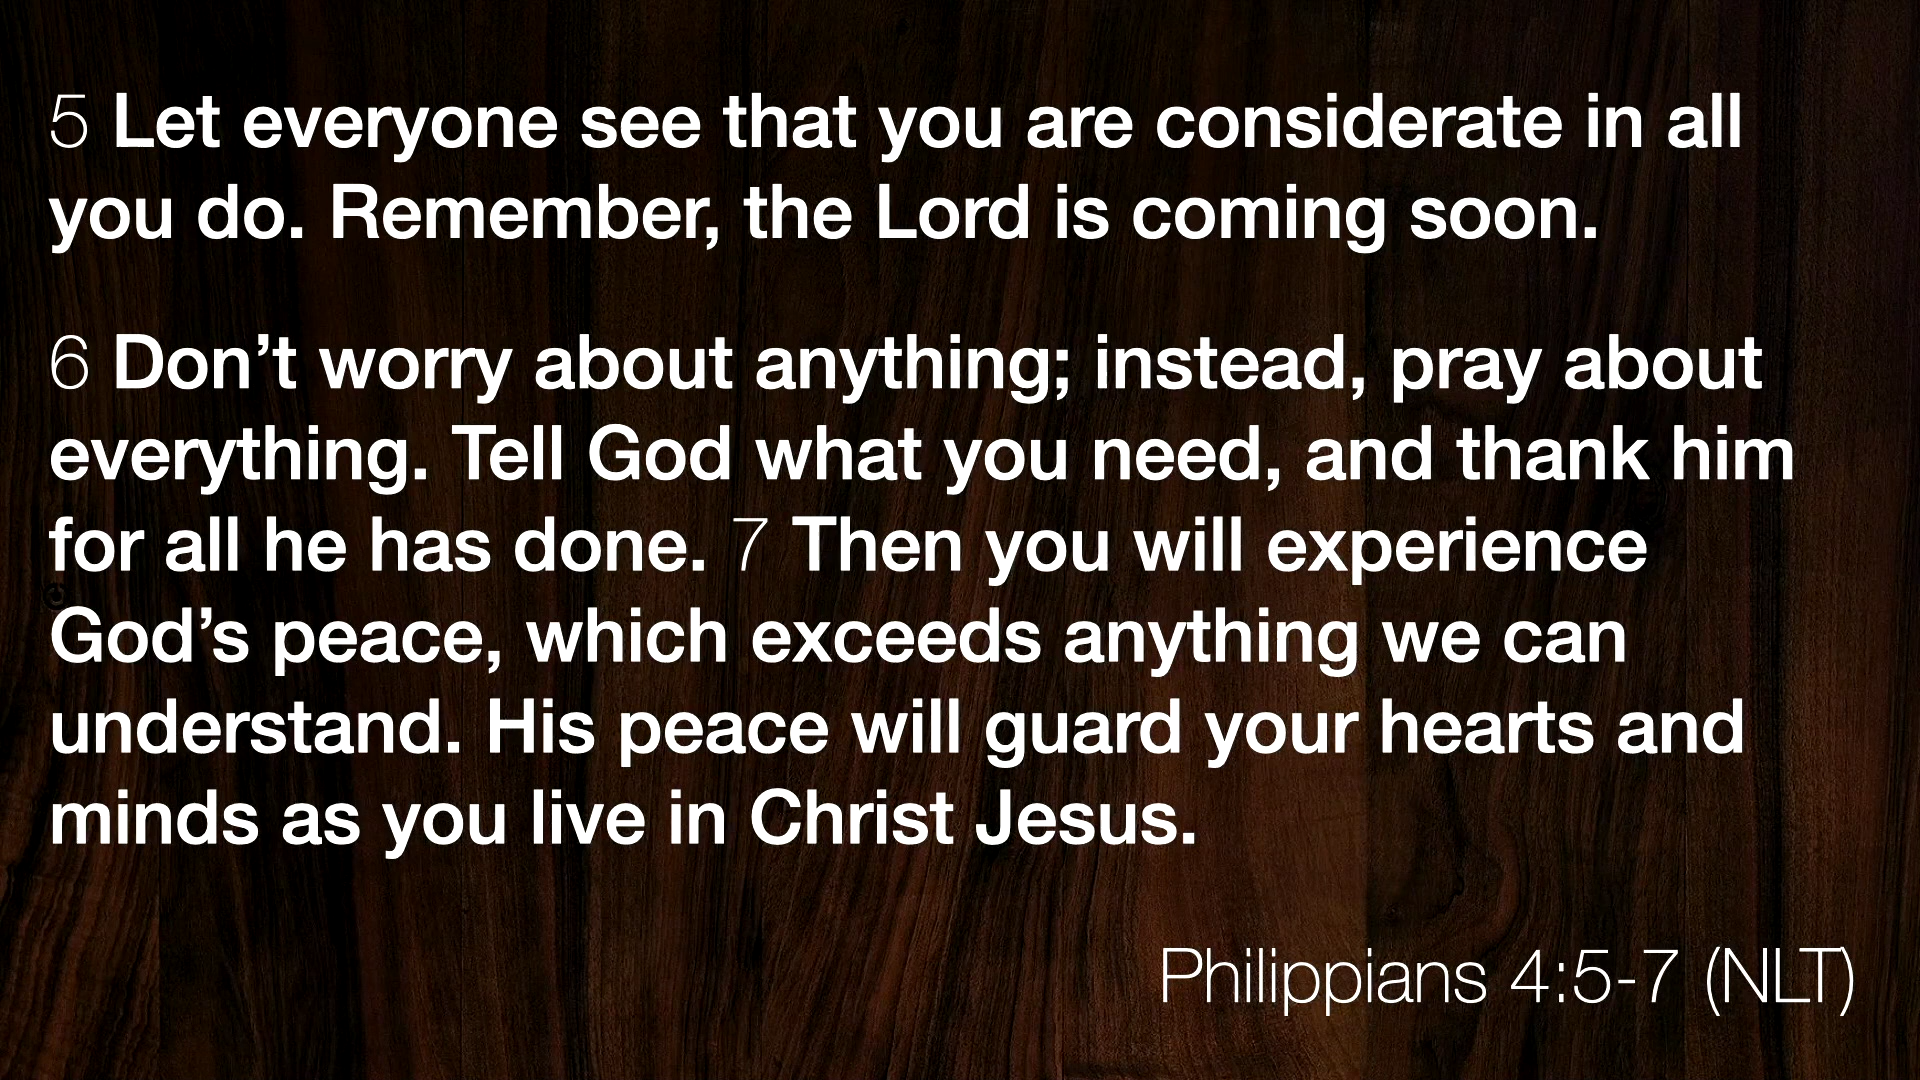 5 Let everyone see that you are considerate in all
you do. Remember, the Lord is coming soon.
6 Don’t worry about anything; instead, pray about
everything. Tell God what you need, and thank him
for all he has done. 7 Then you will experience
God’s peace, which exceeds anything we can
understand. His peace will guard your hearts and
minds as you live in Christ Jesus.
Philippians 4:5-7 (NLT)